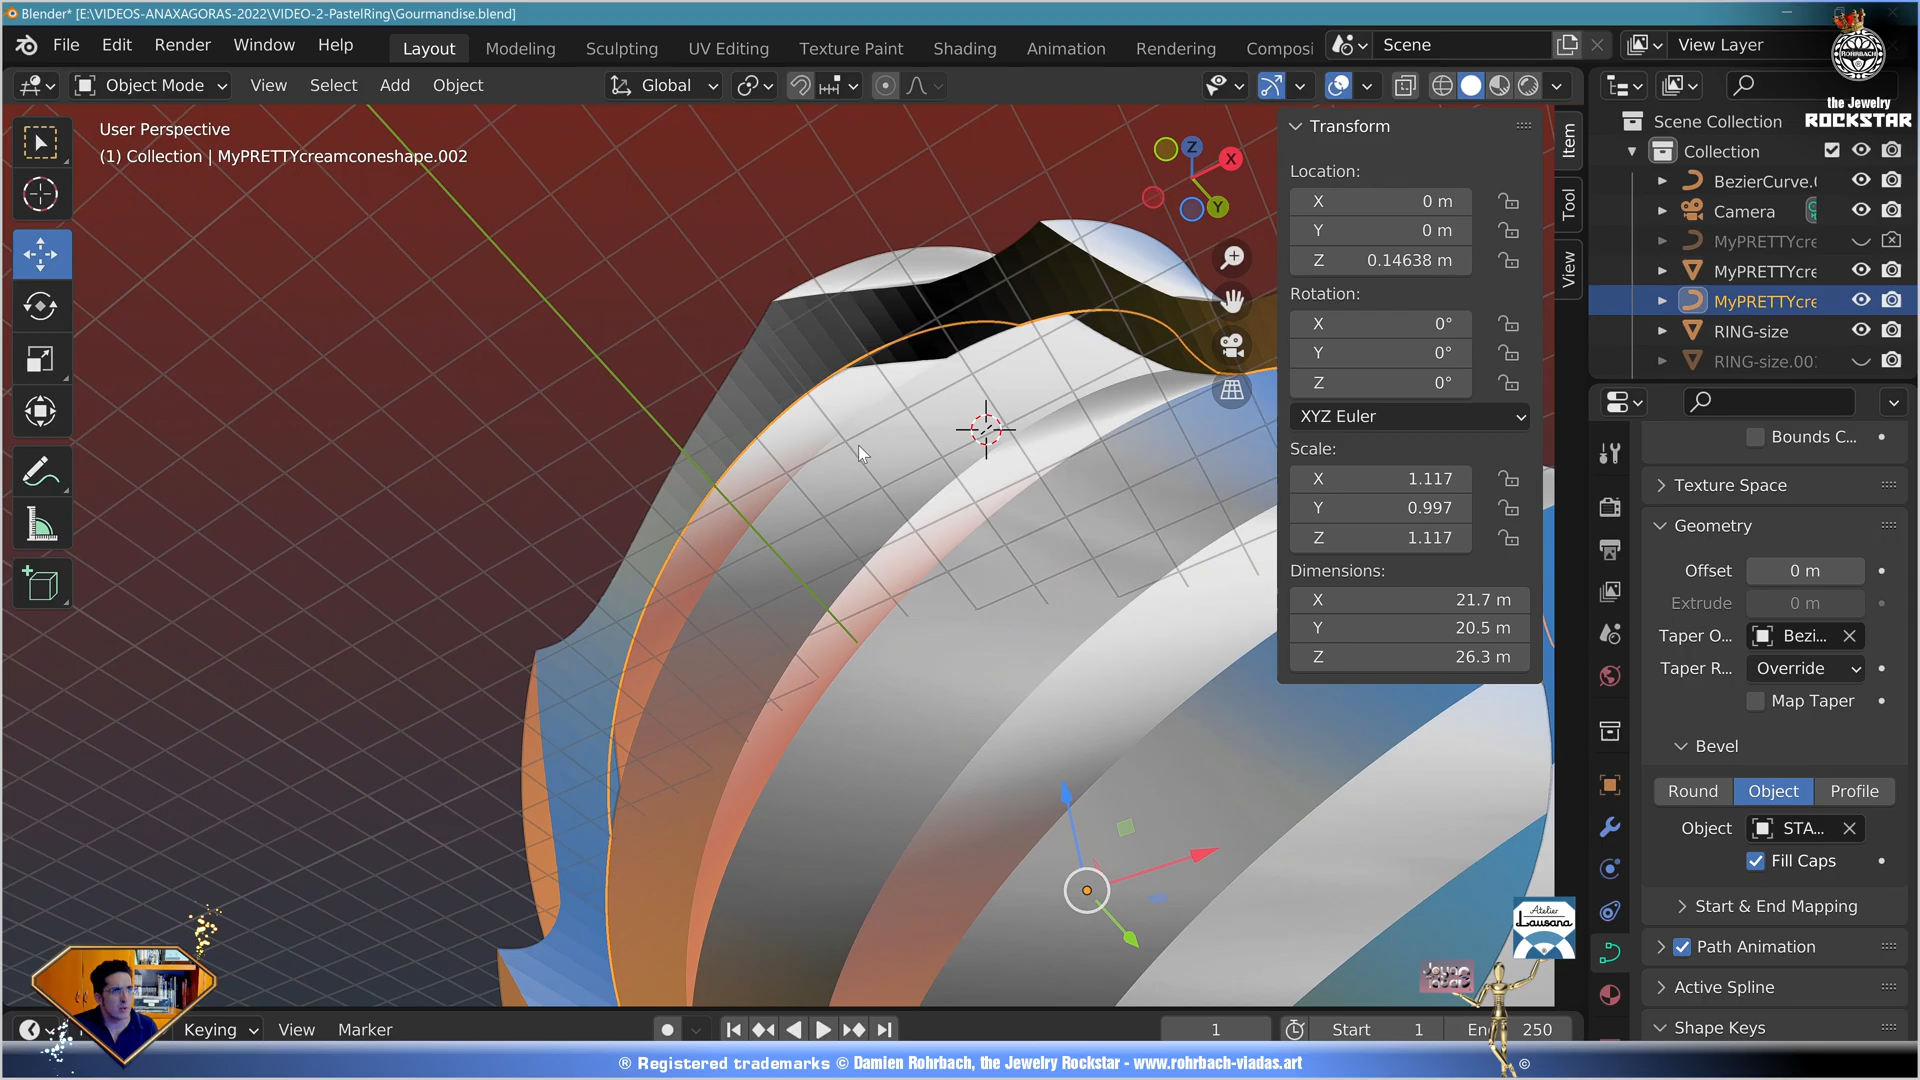 Blender* [E:\VIDEOS-ANAXAGORAS-2022\VIDEO-2-PastelRing\Gourmandise.blend]
File Edit Render Window Help Layout Modeling Sculpting UV Editing Texture Paint Shading Animation Rendering Composi Scene View Layer
Object Mode View Select Add Object Global
User Perspective
(1) Collection | MyPRETTYcreamconeshape.002
Z
X
Y
Transform
Location:
X 0 m
Y 0 m
Z 0.14638 m
Rotation:
X 0°
Y 0°
Z 0°
XYZ Euler
Scale:
X 1.117
Y 0.997
Z 1.117
Dimensions:
X 21.7 m
Y 20.5 m
Z 26.3 m
Item
Tool
View
ROHRBACH
the Jewelry
ROCKSTAR
Scene Collection
Collection
BezierCurve.
Camera
MyPRETTYcre
MyPRETTYcre
MyPRETTYcre
RING-size
RING-size.00
Bounds C...
Texture Space
Geometry
Offset 0 m
Extrude 0 m
Taper O... Bezi...
Taper R... Override
Map Taper
Bevel
Round Object Profile
Object STA...
Fill Caps
Start & End Mapping
Path Animation
Active Spline
Shape Keys
Atelier
Lausana
Keying View Marker 1 Start 1 En 250
® Registered trademarks © Damien Rohrbach, the Jewelry Rockstar - www.rohrbach-viadas.art ©